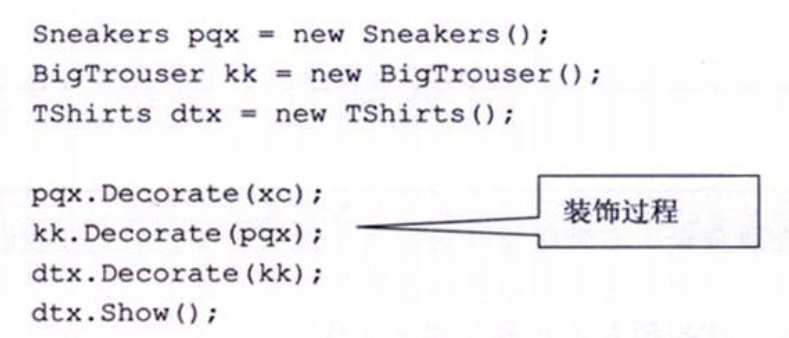 Sneakers pqx = new Sneakers();
BigTrouser kk = new BigTrouser();
TShirts dtx = new TShirts();
pqx.Decorate(xc);
kk.Decorate(pqx);
装饰过程
dtx.Decorate(kk);
dtx.Show();